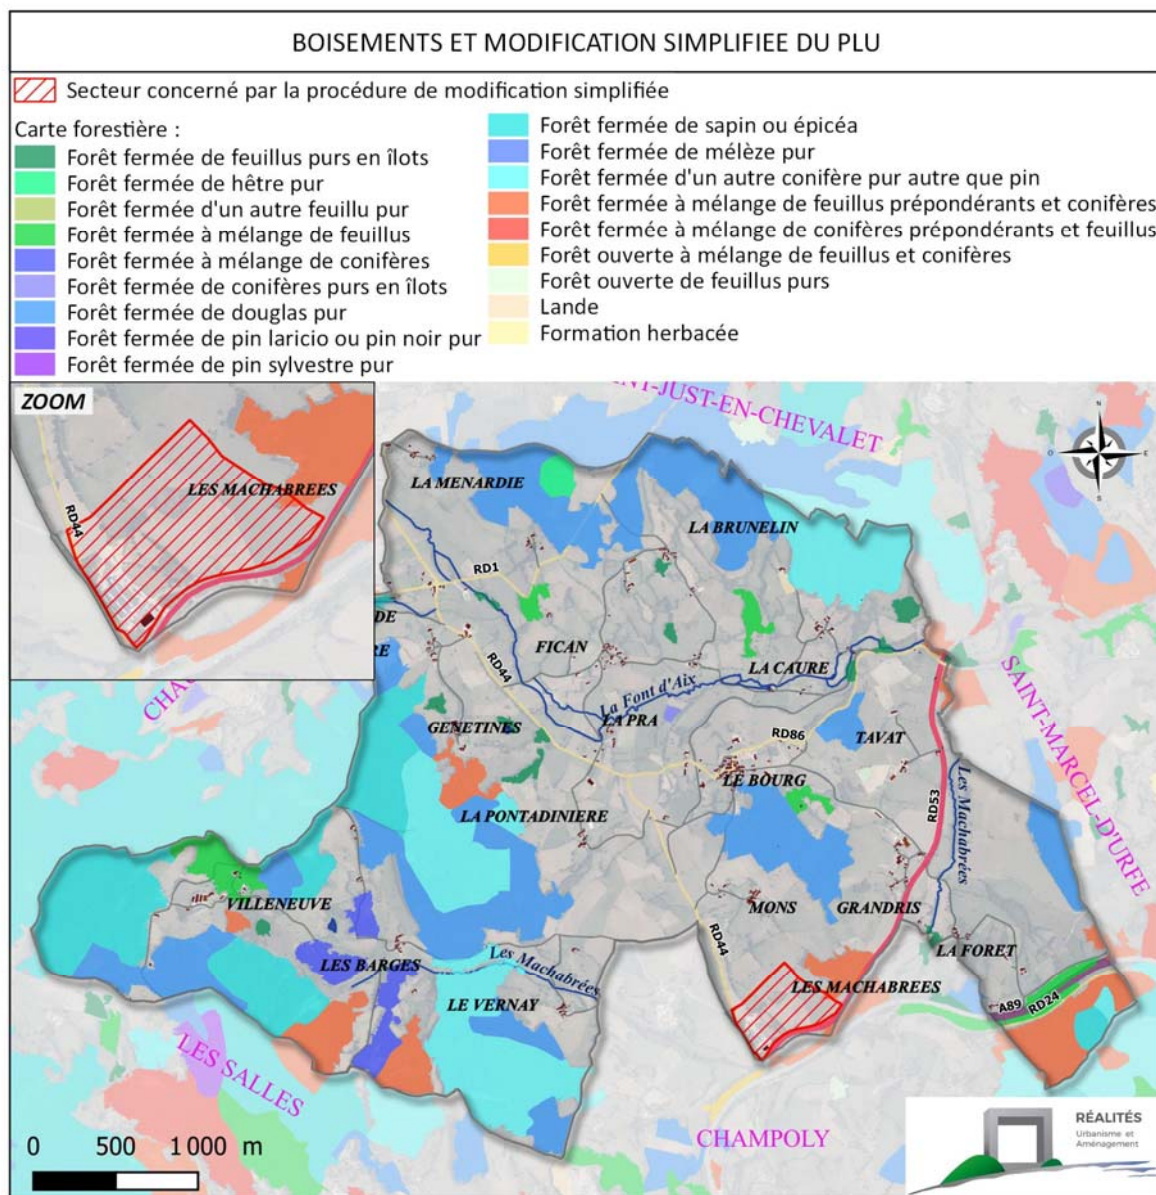 BOISEMENTS ET MODIFICATION SIMPLIFIEE DU PLU
Secteur concerné par la procédure de modification simplifiée
Carte forestière :
Forêt fermée de feuillus purs en îlots
Forêt fermée de hêtre pur
Forêt fermée d'un autre feuillu pur
Forêt fermée à mélange de feuillus
Forêt fermée à mélange de conifères
Forêt fermée de conifères purs en îlots
Forêt fermée de douglas pur
Forêt fermée de pin laricio ou pin noir pur
Forêt fermée de pin sylvestre pur
Forêt fermée de sapin ou épicéa
Forêt fermée de mélèze pur
Forêt fermée d'un autre conifère pur autre que pin
Forêt fermée à mélange de feuillus prépondérants et conifères
Forêt fermée à mélange de conifères prépondérants et feuillus
Forêt ouverte à mélange de feuillus et conifères
Forêt ouverte de feuillus purs
Lande
Formation herbacée
ZOOM
LES MACHABREES
RD44
NT-JUST-EN-CHEVALET
N
O
E
S
LA MENARDIE
LA BRUNELIN
RD1
DE
RE
FICAN
LA CAURE
RD44
La Font d'Aix
CHA
GENETINES
LA PRA
RD86
TAVAT
SAINT-MARCEL-D'URFE
LE BOURG
LA PONTADINIERE
RD53
Les Machabrées
VILLENEUVE
MONS
GRANDRIS
LES BARGES
Les Machabrées
RD44
LA FORET
LE VERNAY
LES MACHABREES
A89
RD24
LES SALLES
CHAMPOLY
0 500 1 000 m
RÉALITÉS
Urbanisme et
Aménagement